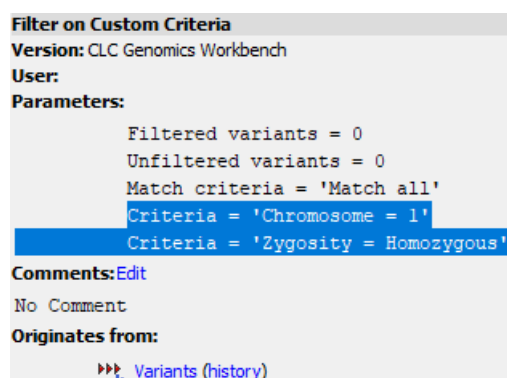 Filter on Custom Criteria
Version: CLC Genomics Workbench
User:
Parameters:
Filtered variants = 0
Unfiltered variants = 0
Match criteria = 'Match all'
Criteria = 'Chromosome = 1'
Criteria = 'Zygosity = Homozygous'
Comments:Edit
No Comment
Originates from:
Variants (history)